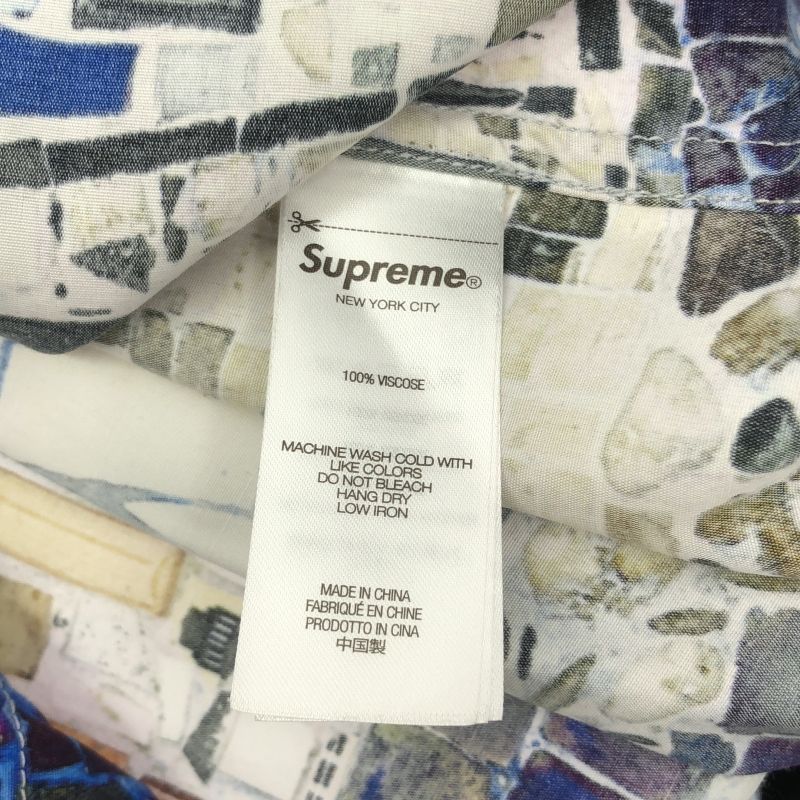 Supreme®
NEW YORK CITY
100% VISCOSE
MACHINE WASH COLD WITH
LIKE COLORS
DO NOT BLEACH
HANG DRY
LOW IRON
MADE IN CHINA
FABRIQUÉ EN CHINE
PRODOTTO IN CINA
中国製